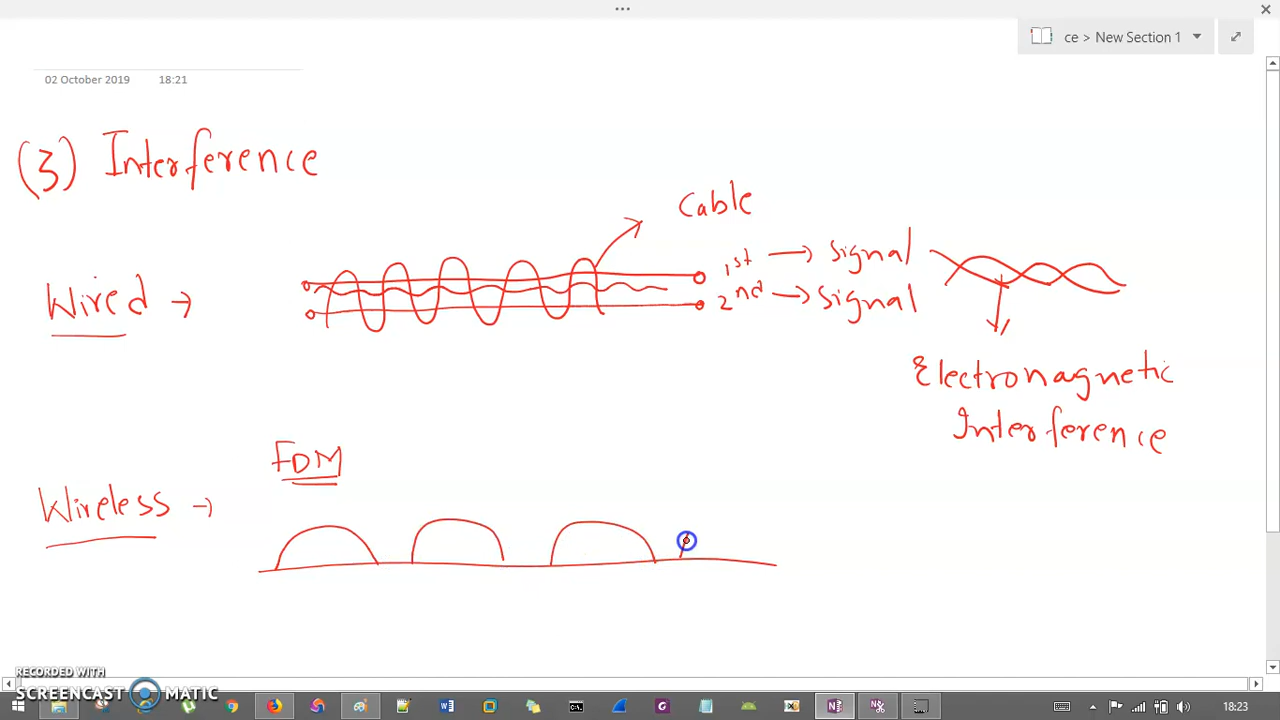 ce > New Section 1
02 October 2019 18:21
(3) Interference
Cable
Wired →
1st → signal
2nd → signal
Electromagnetic
Interference
FDM
Wireless →
RECORDED WITH
SCREENCAST MATIC
18:23